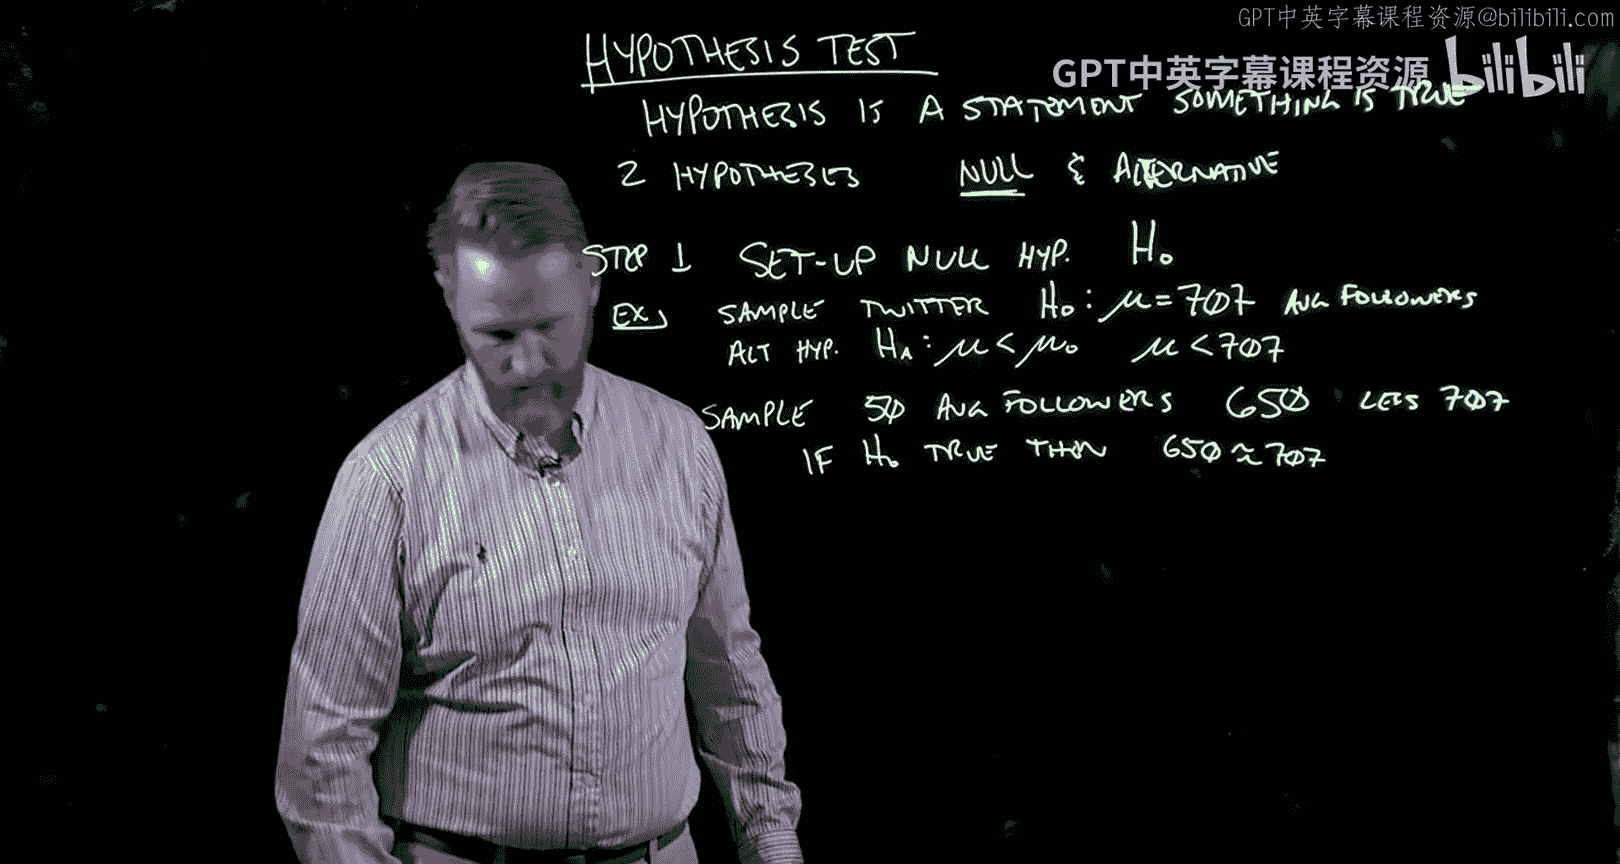 GPT中英字幕课程资源@bilibili.com
GPT中英字幕课程资源 bilibili
HYPOTHESIS TEST
HYPOTHESIS IS A STATEMENT SOMETHING IS TRUE
2 HYPOTHESES NULL & ALTERNATIVE
STEP 1 SET-UP NULL HYP. H₀
EX, SAMPLE TWITTER H₀: μ = 707 AVG FOLLOWERS
ALT HYP. Hᴀ: μ < μ₀ μ < 707
SAMPLE 50 AVG FOLLOWERS 650 LESS 707
IF H₀ TRUE THEN 650 ≈ 707